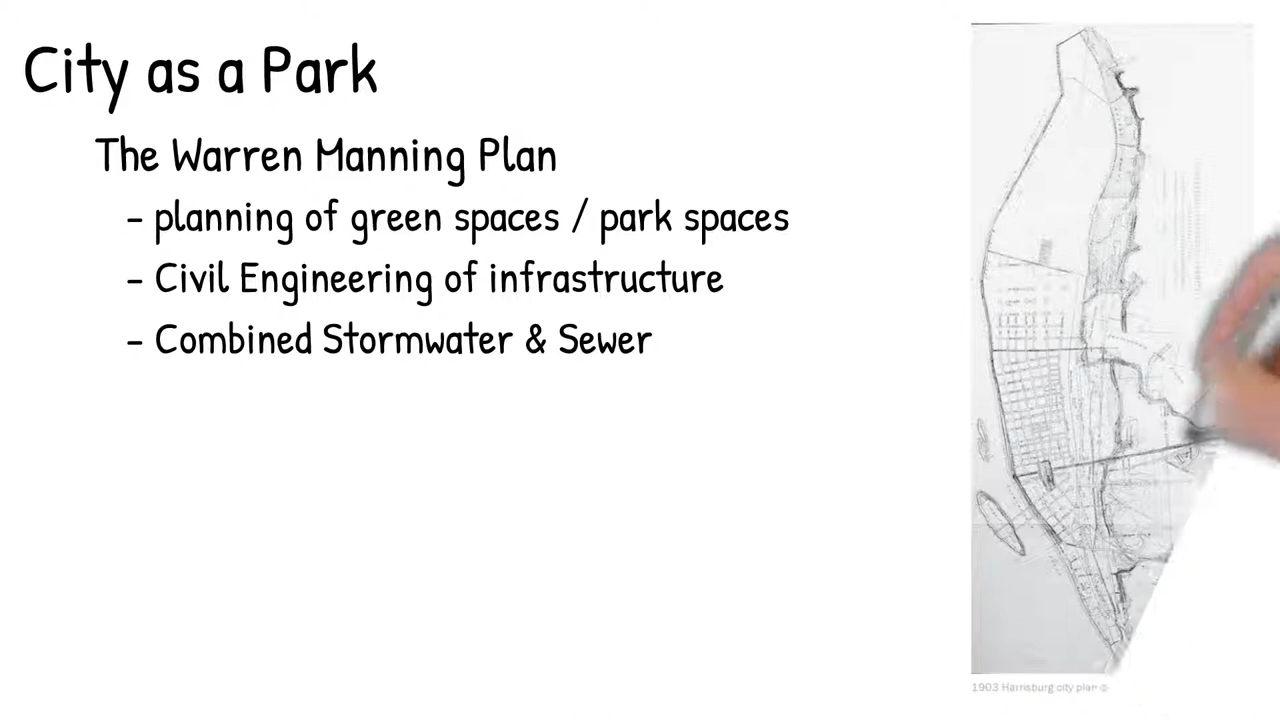 City as a Park
The Warren Manning Plan
- planning of green spaces / park spaces
- Civil Engineering of infrastructure
- Combined Stormwater & Sewer
1903 Harrisburg city plan ©